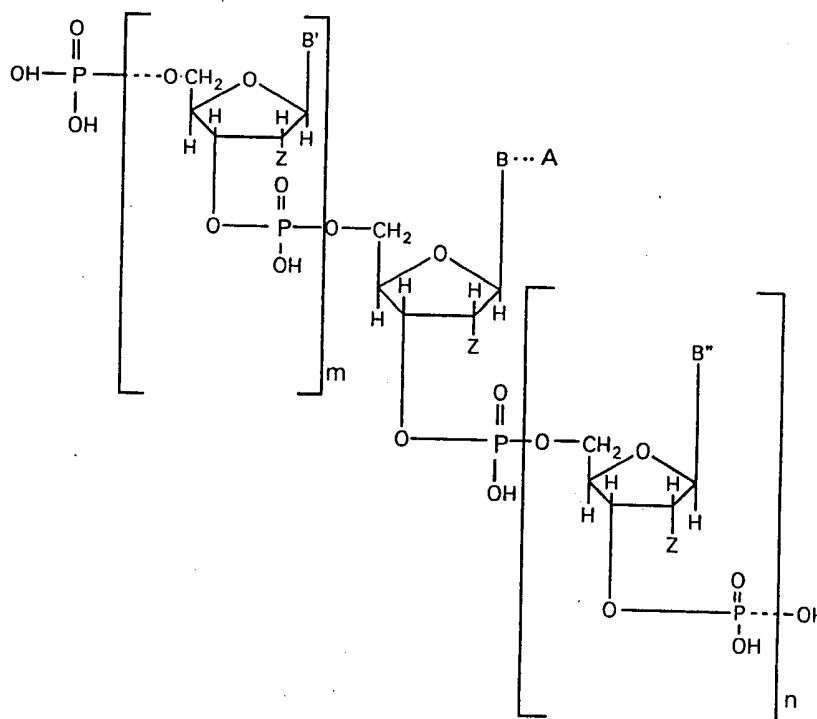 B'
O
OH—P----O·CH₂ O
OH H H H H
Z
B···A
O
O—P—O—CH₂
OH O
H H H H
Z
B"
O
O—P—O—CH₂
OH O
H H H H
Z
m
O
O—P----OH
OH
n